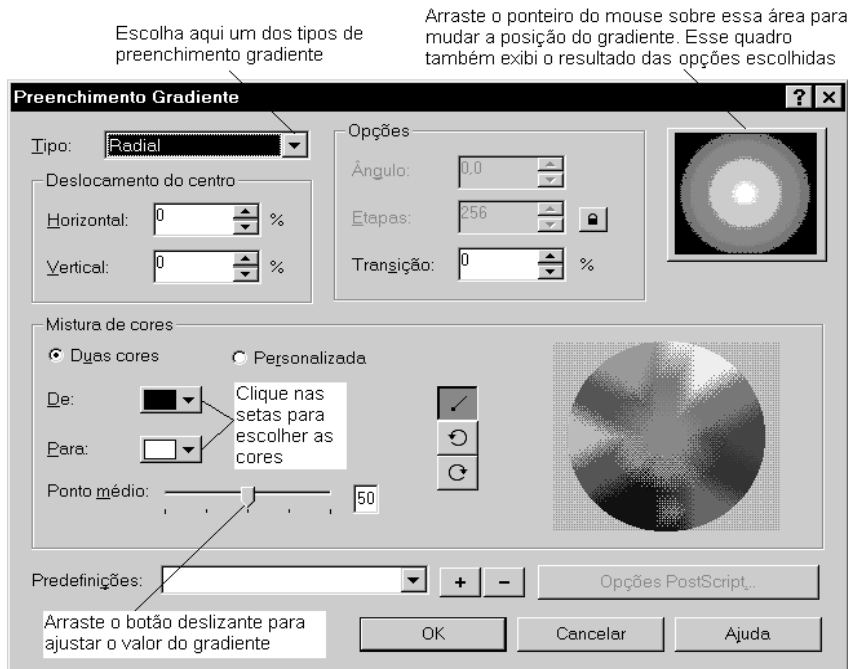 Escolha aqui um dos tipos de
preenchimento gradiente
Arraste o ponteiro do mouse sobre essa área para
mudar a posição do gradiente. Esse quadro
também exibi o resultado das opções escolhidas
Preenchimento Gradiente
Tipo: Radial
Deslocamento do centro
Horizontal: 0 %
Vertical: 0 %
Opções
Ângulo: 0,0
Etapas: 256
Transição: 0 %
Mistura de cores
Duas cores
Personalizada
De:
Para:
Clique nas
setas para
escolher as
cores
Ponto médio: 50
Predefinições:
+ -
Opções PostScript...
Arraste o botão deslizante para
ajustar o valor do gradiente
OK
Cancelar
Ajuda